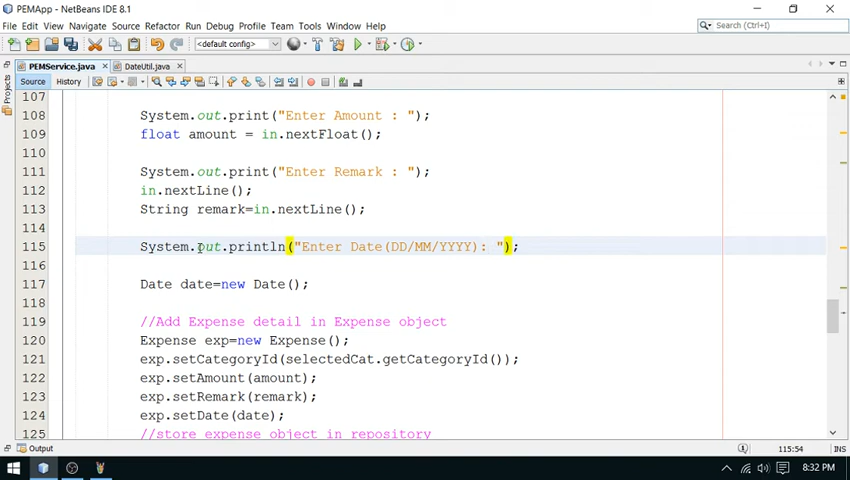 PEMApp - NetBeans IDE 8.1
File Edit View Navigate Source Refactor Run Debug Profile Team Tools Window Help
Search (Ctrl+I)
<default config>
PEMService.java DateUtil.java
Source History
Projects
107
108 System.out.print("Enter Amount : ");
109 float amount = in.nextFloat();
110
111 System.out.print("Enter Remark : ");
112 in.nextLine();
113 String remark=in.nextLine();
114
115 System.out.println("Enter Date(DD/MM/YYYY): ");
116
117 Date date=new Date();
118
119 //Add Expense detail in Expense object
120 Expense exp=new Expense();
121 exp.setCategoryId(selectedCat.getCategoryId());
122 exp.setAmount(amount);
123 exp.setRemark(remark);
124 exp.setDate(date);
125 //store expense object in repository
Output 115:54 INS
8:32 PM